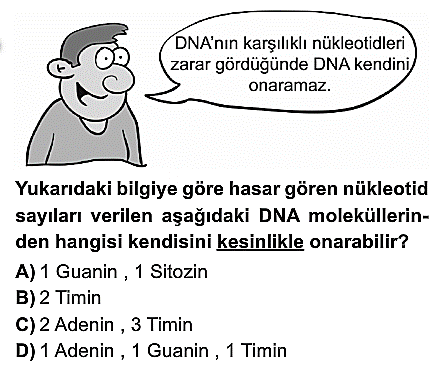 DNA'nın karşılıklı nükleotidleri
zarar gördüğünde DNA kendini
onaramaz.
Yukarıdaki bilgiye göre hasar gören nükleotid
sayıları verilen aşağıdaki DNA moleküllerin-
den hangisi kendisini kesinlikle onarabilir?
A) 1 Guanin , 1 Sitozin
B) 2 Timin
C) 2 Adenin , 3 Timin
D) 1 Adenin , 1 Guanin , 1 Timin